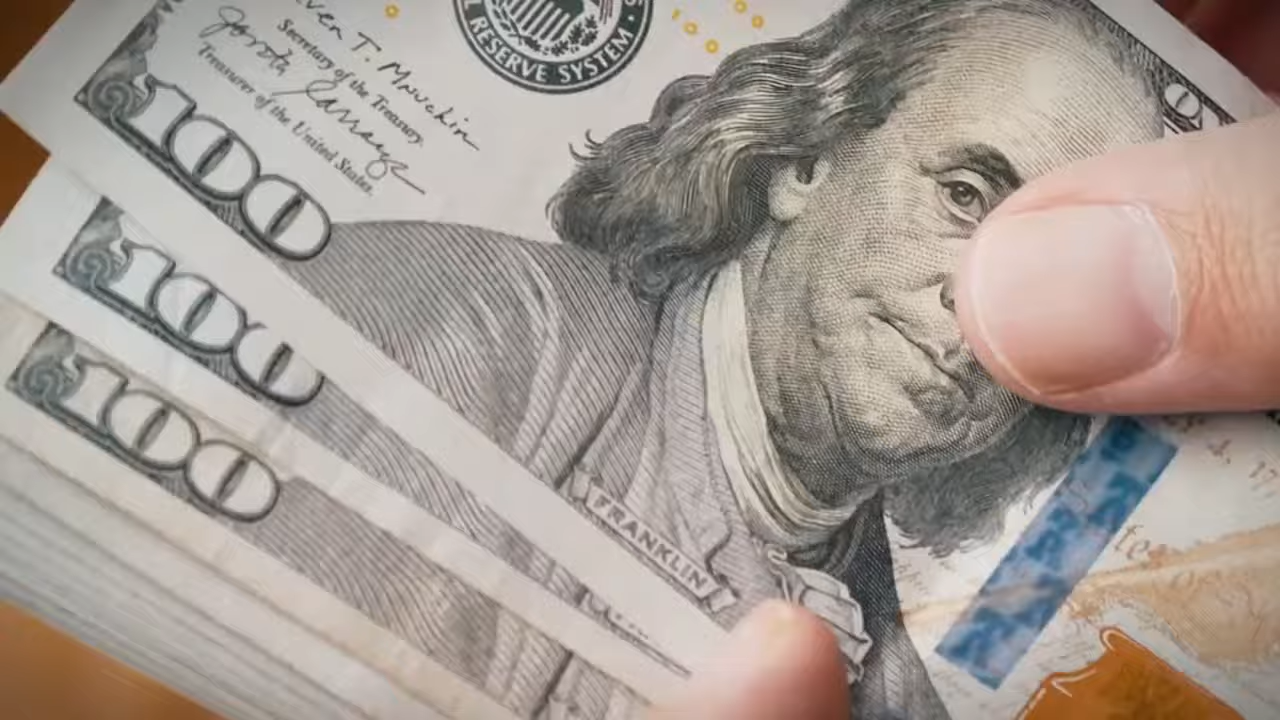 Steven T. Mnuchin
Secretary of the Treasury.
Treasurer of the United States.
RESERVE SYSTEM
100
100
100
FRANKLIN